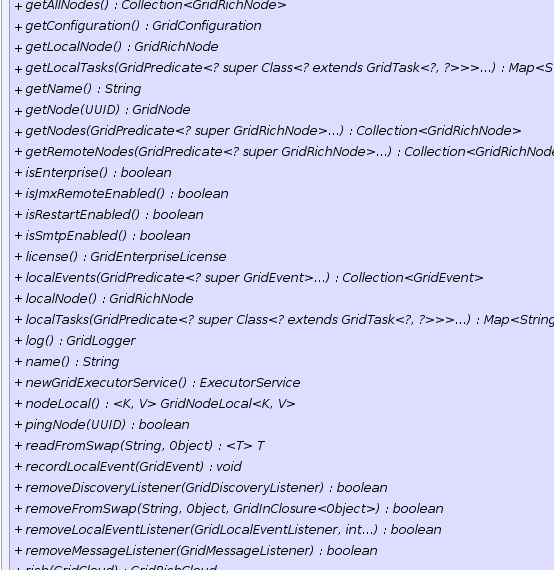 + getAllNodes() : Collection<GridRichNode>
+ getConfiguration() : GridConfiguration
+ getLocalNode() : GridRichNode
+ getLocalTasks(GridPredicate<? super Class<? extends GridTask<?, ?>>>...) : Map<S
+ getName() : String
+ getNode(UUID) : GridNode
+ getNodes(GridPredicate<? super GridRichNode>...) : Collection<GridRichNode>
+ getRemoteNodes(GridPredicate<? super GridRichNode>...) : Collection<GridRichNode
+ isEnterprise() : boolean
+ isJmxRemoteEnabled() : boolean
+ isRestartEnabled() : boolean
+ isSmtpEnabled() : boolean
+ license() : GridEnterpriseLicense
+ localEvents(GridPredicate<? super GridEvent>...) : Collection<GridEvent>
+ localNode() : GridRichNode
+ localTasks(GridPredicate<? super Class<? extends GridTask<?, ?>>>...) : Map<String
+ log() : GridLogger
+ name() : String
+ newGridExecutorService() : ExecutorService
+ nodeLocal() : <K, V> GridNodeLocal<K, V>
+ pingNode(UUID) : boolean
+ readFromSwap(String, Object) : <T> T
+ recordLocalEvent(GridEvent) : void
+ removeDiscoveryListener(GridDiscoveryListener) : boolean
+ removeFromSwap(String, Object, GridInClosure<Object>) : boolean
+ removeLocalEventListener(GridLocalEventListener, int...) : boolean
+ removeMessageListener(GridMessageListener) : boolean
+ rich(GridCloud) : GridRichCloud